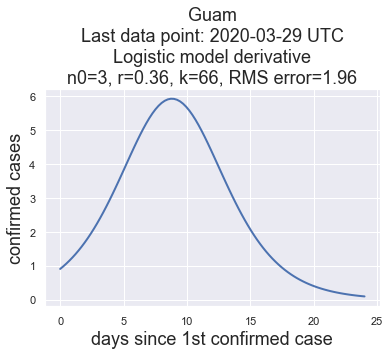 Guam
Last data point: 2020-03-29 UTC
Logistic model derivative
n0=3, r=0.36, k=66, RMS error=1.96
6
5
4
3
2
1
0
confirmed cases
0 5 10 15 20 25
days since 1st confirmed case